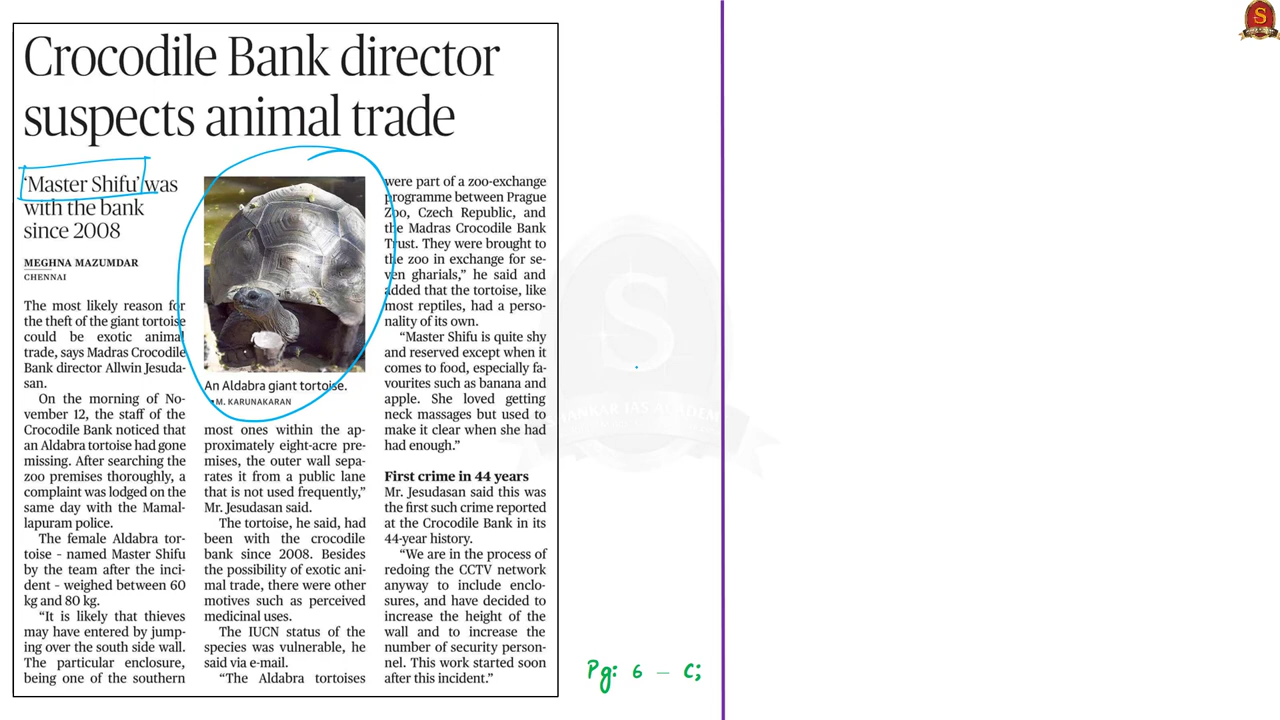 Crocodile Bank director
suspects animal trade
‘Master Shifu’ was
with the bank
since 2008
MEGHNA MAZUMDAR
CHENNAI
The most likely reason for
the theft of the giant tortoise
could be exotic animal
trade, says Madras Crocodile
Bank director Allwin Jesuda-
san.
On the morning of No-
vember 12, the staff of the
Crocodile Bank noticed that
an Aldabra tortoise had gone
missing. After searching the
zoo premises thoroughly, a
complaint was lodged on the
same day with the Mamal-
lapuram police.
The female Aldabra tor-
toise - named Master Shifu
by the team after the inci-
dent - weighed between 60
kg and 80 kg.
“It is likely that thieves
may have entered by jump-
ing over the south side wall.
The particular enclosure,
being one of the southern
An Aldabra giant tortoise.
M. KARUNAKARAN
most ones within the ap-
proximately eight-acre pre-
mises, the outer wall sepa-
rates it from a public lane
that is not used frequently,”
Mr. Jesudasan said.
The tortoise, he said, had
been with the crocodile
bank since 2008. Besides
the possibility of exotic ani-
mal trade, there were other
motives such as perceived
medicinal uses.
The IUCN status of the
species was vulnerable, he
said via e-mail.
“The Aldabra tortoises
were part of a zoo-exchange
programme between Prague
Zoo, Czech Republic, and
the Madras Crocodile Bank
Trust. They were brought to
the zoo in exchange for se-
ven gharials,” he said and
added that the tortoise, like
most reptiles, had a perso-
nality of its own.
“Master Shifu is quite shy
and reserved except when it
comes to food, especially fa-
vourites such as banana and
apple. She loved getting
neck massages but used to
make it clear when she had
had enough.”
First crime in 44 years
Mr. Jesudasan said this was
the first such crime reported
at the Crocodile Bank in its
44-year history.
“We are in the process of
redoing the CCTV network
anyway to include enclo-
sures, and have decided to
increase the height of the
wall and to increase the
number of security person-
nel. This work started soon
after this incident.”
Pg: 6 - C;
S
SHANKAR IAS ACADEMY
S